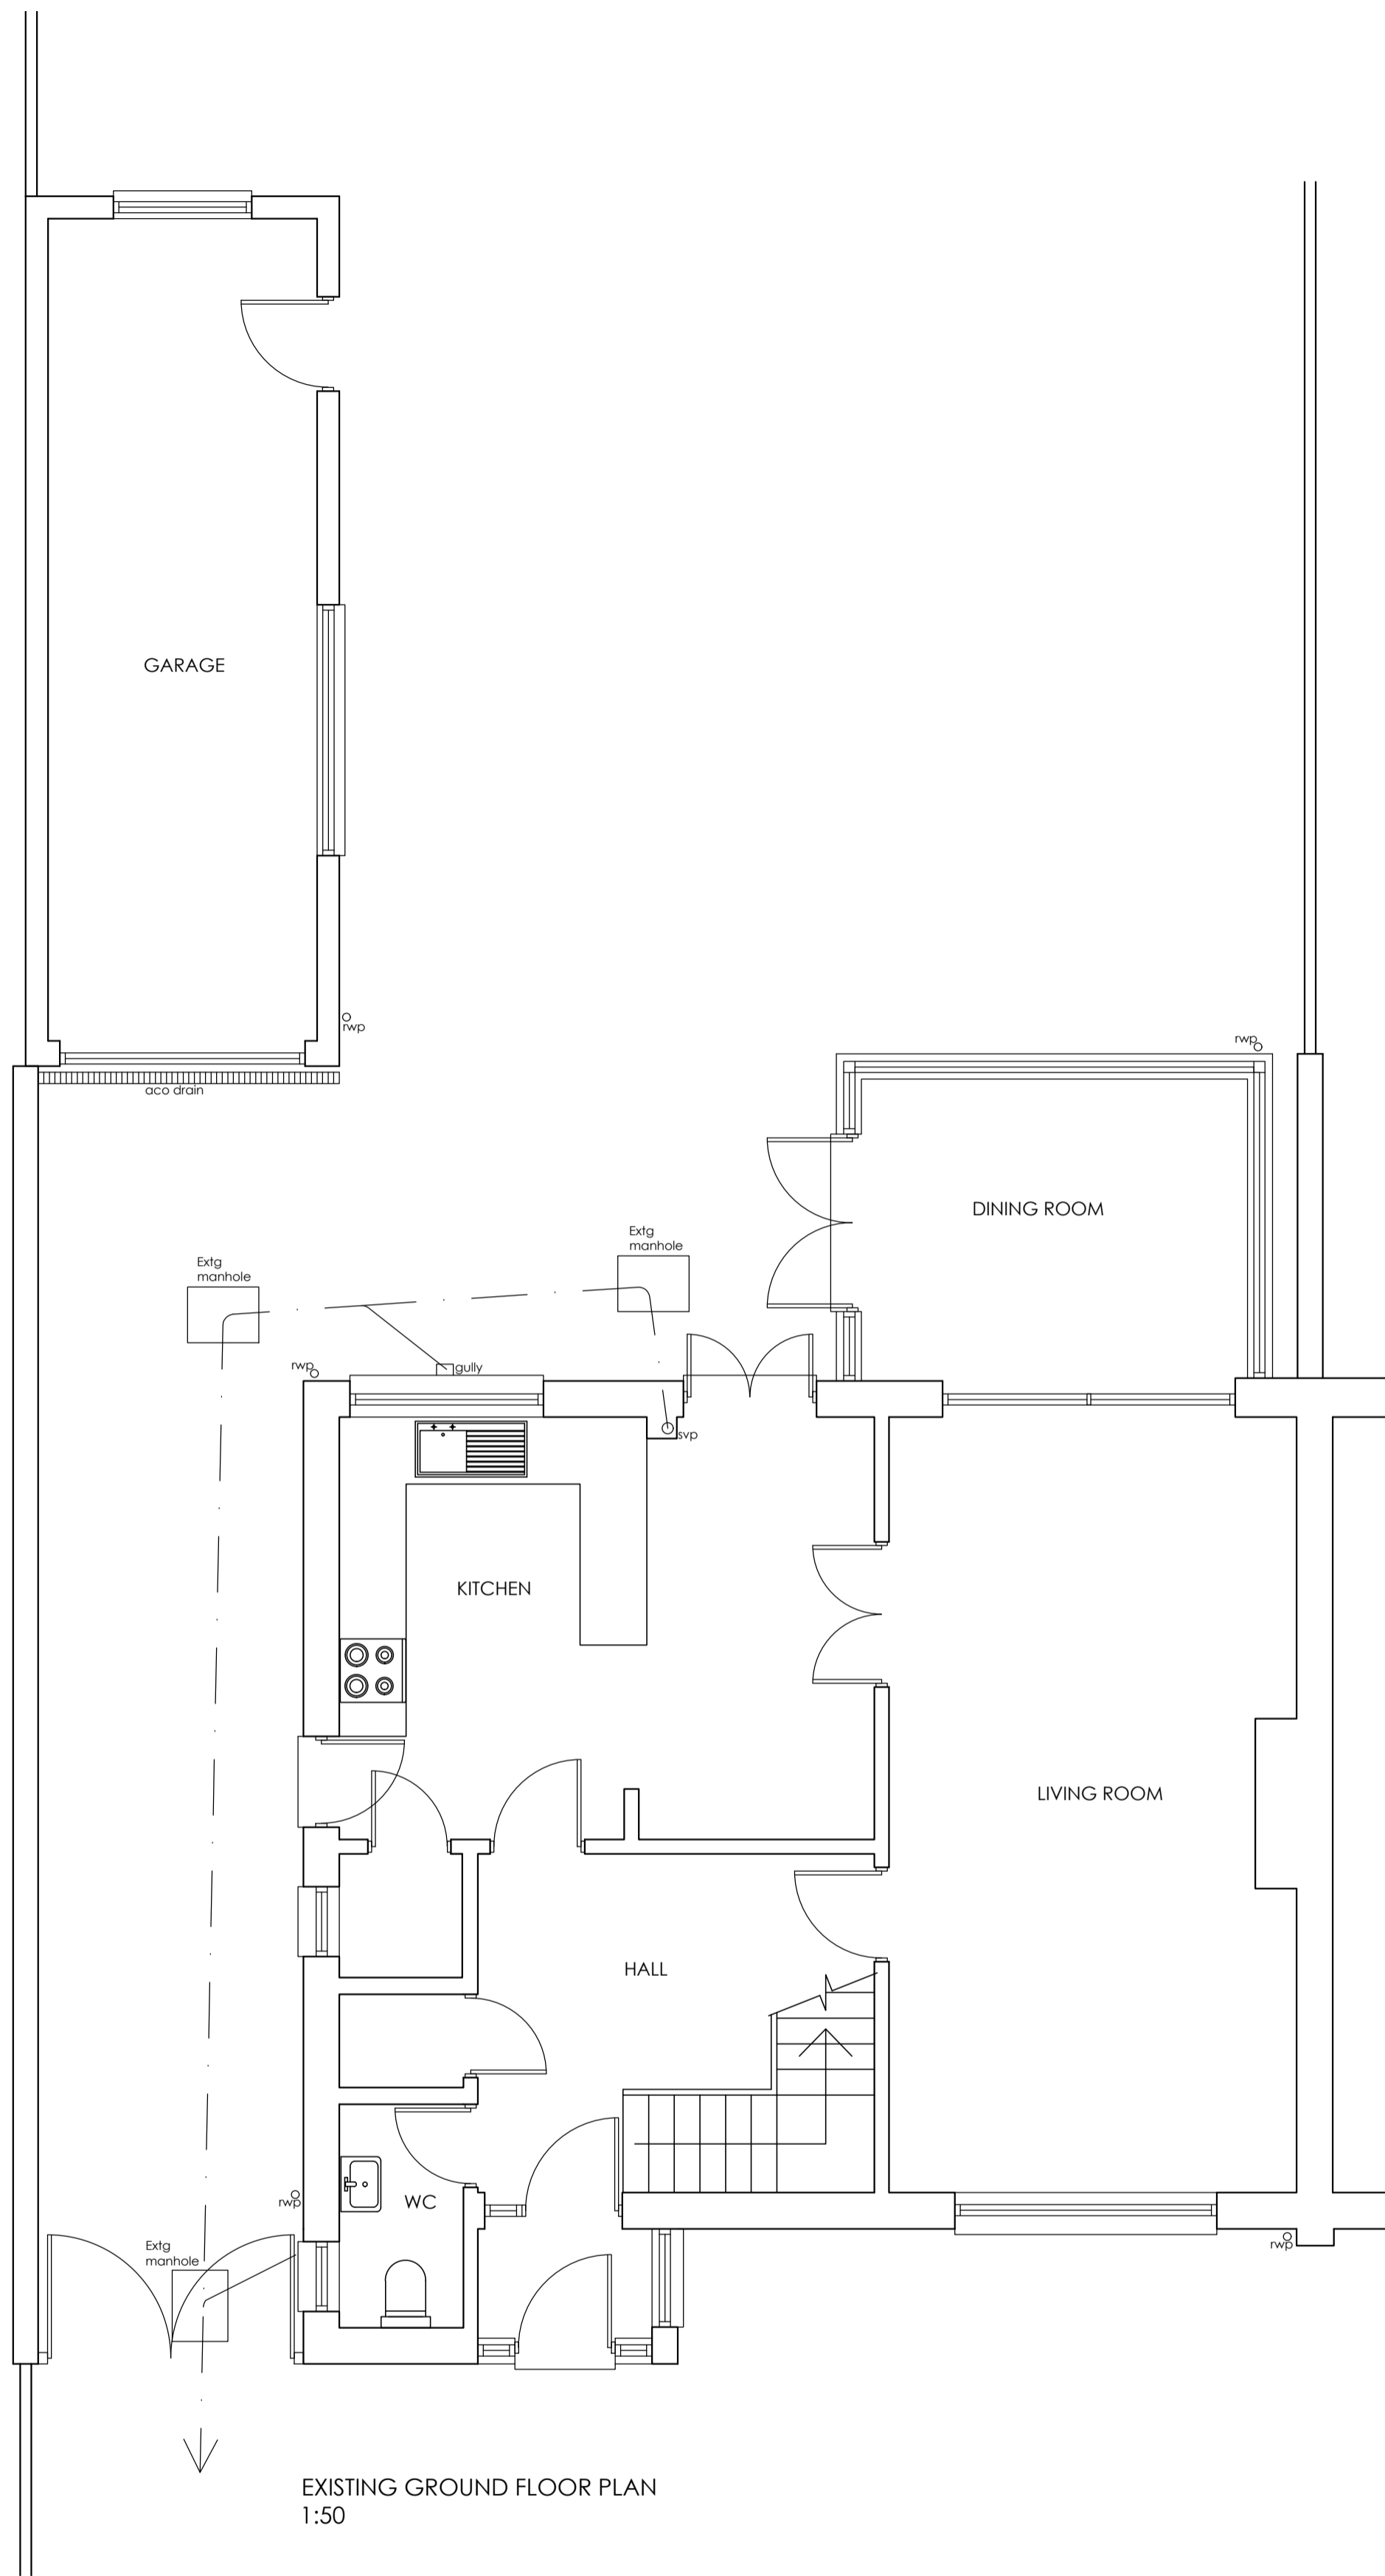 GARAGE
rwp
rwp
aco drain
DINING ROOM
Extg
manhole
Extg
manhole
rwp
gully
svp
KITCHEN
LIVING ROOM
HALL
WC
rwp
rwp
Extg
manhole
EXISTING GROUND FLOOR PLAN
1:50